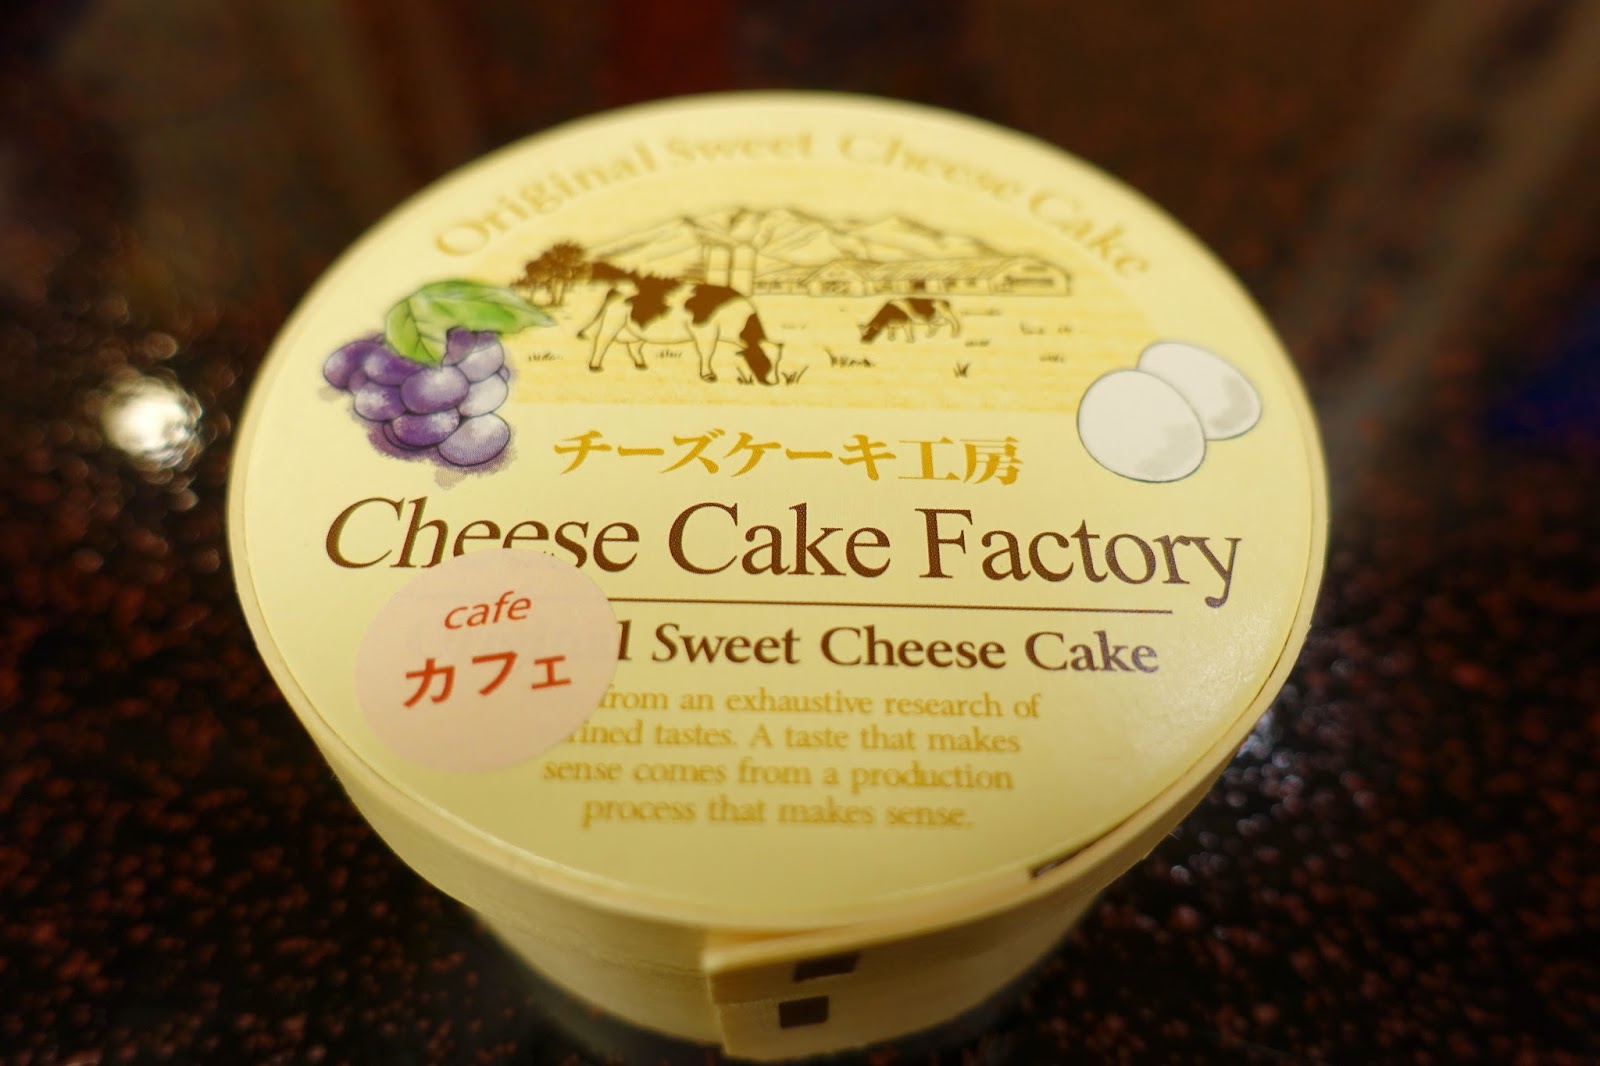 Original Sweet Cheese Cake
チーズケーキ工房
Cheese Cake Factory
cafe
カフェ
Sweet Cheese Cake
from an exhaustive research of
tastes. A taste that makes
sense comes from a production
process that makes sense.